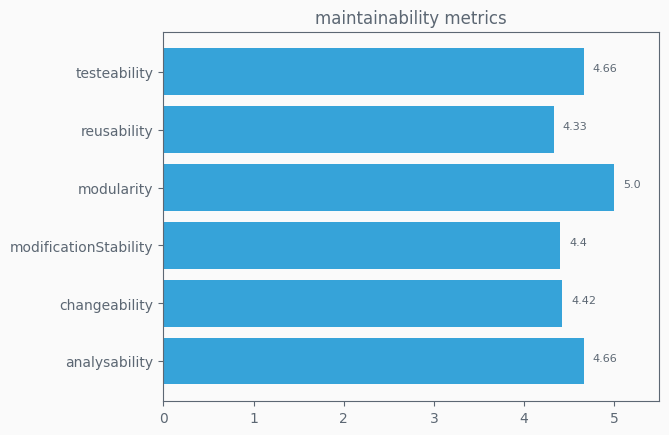 maintainability metrics
testeability
4.66
reusability
4.33
modularity
5.0
modificationStability
4.4
changeability
4.42
analysability
4.66
0 1 2 3 4 5